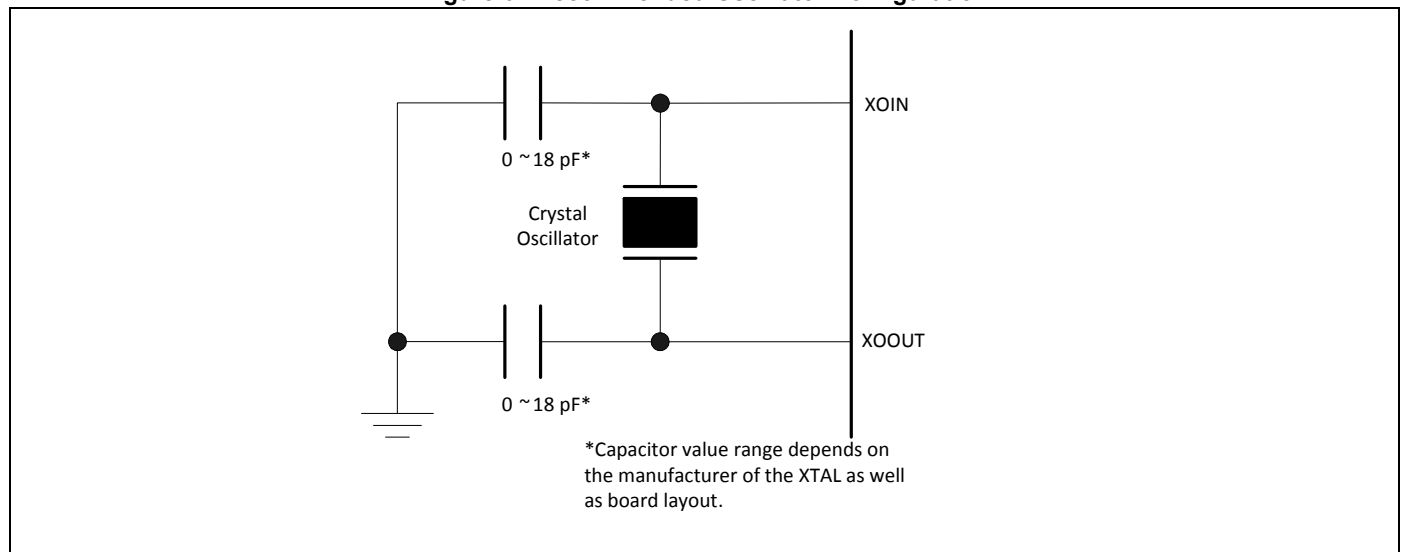 XOIN
0 ~18 pF*
Crystal
Oscillator
XOOUT
0 ~18 pF*
*Capacitor value range depends on
the manufacturer of the XTAL as well
as board layout.